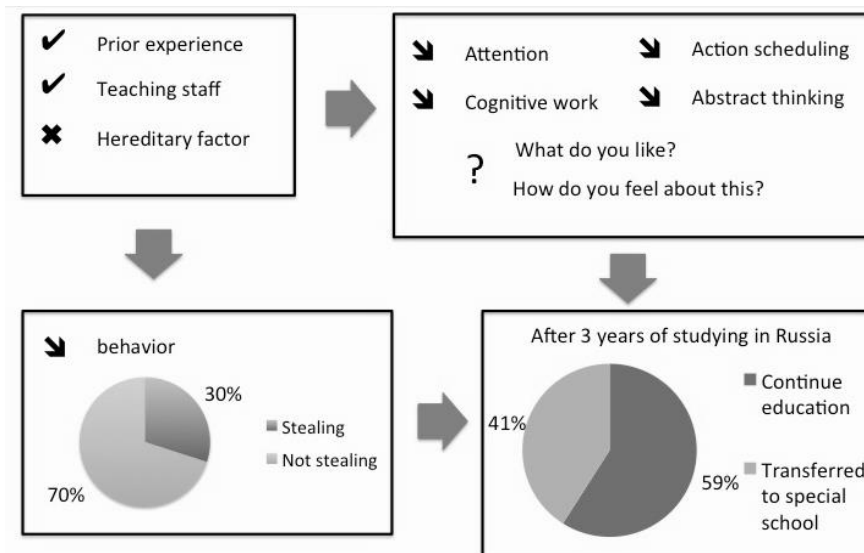 ✔ Prior experience
✔ Teaching staff
✖ Hereditary factor
Attention
Action scheduling
Cognitive work
Abstract thinking
?
What do you like?
How do you feel about this?
behavior
30%
70%
Stealing
Not stealing
After 3 years of studying in Russia
41%
59%
Continue
education
Transferred
to special
school